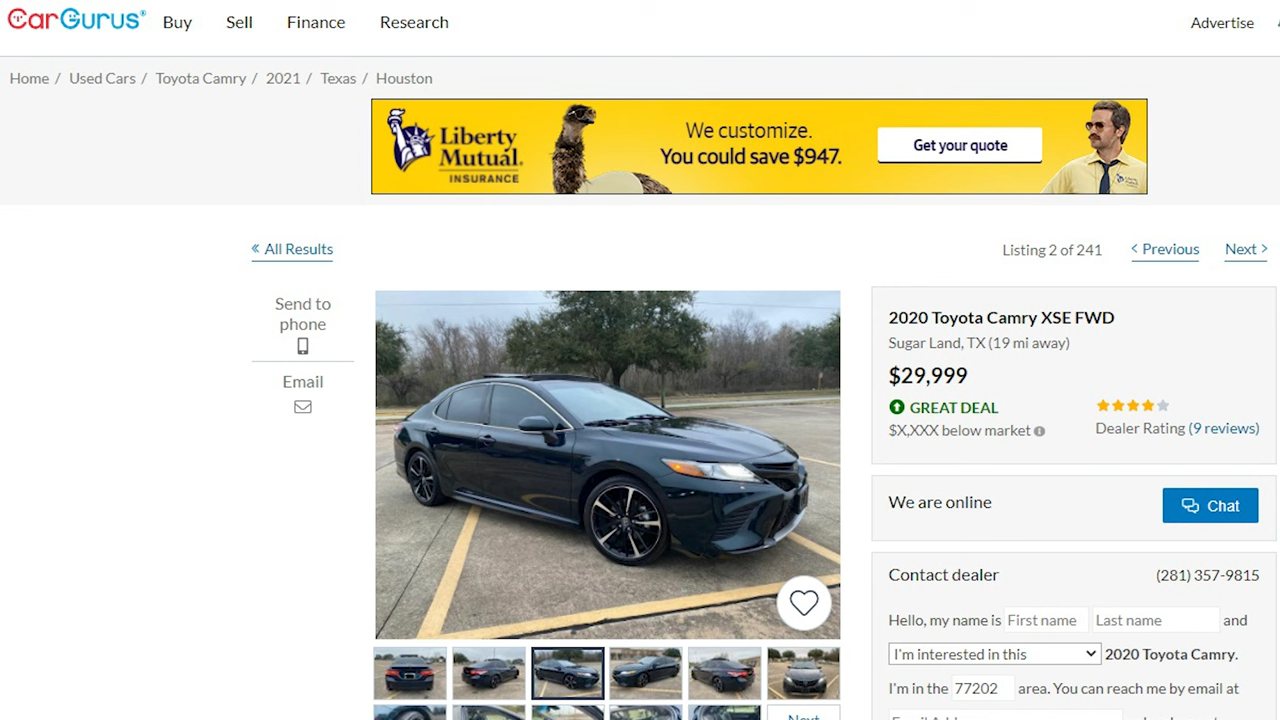 CarGurus
Buy
Sell
Finance
Research
Advertise
Home / Used Cars / Toyota Camry / 2021 / Texas / Houston
Liberty
Mutual.
INSURANCE
We customize.
You could save $947.
Get your quote
« All Results
Listing 2 of 241
< Previous
Next >
Send to
phone
Email
2020 Toyota Camry XSE FWD
Sugar Land, TX (19 mi away)
$29,999
GREAT DEAL
$X,XXX below market
Dealer Rating (9 reviews)
We are online
Chat
Contact dealer
(281) 357-9815
Hello, my name is First name Last name and
I'm interested in this 2020 Toyota Camry.
I'm in the 77202 area. You can reach me by email at
Next